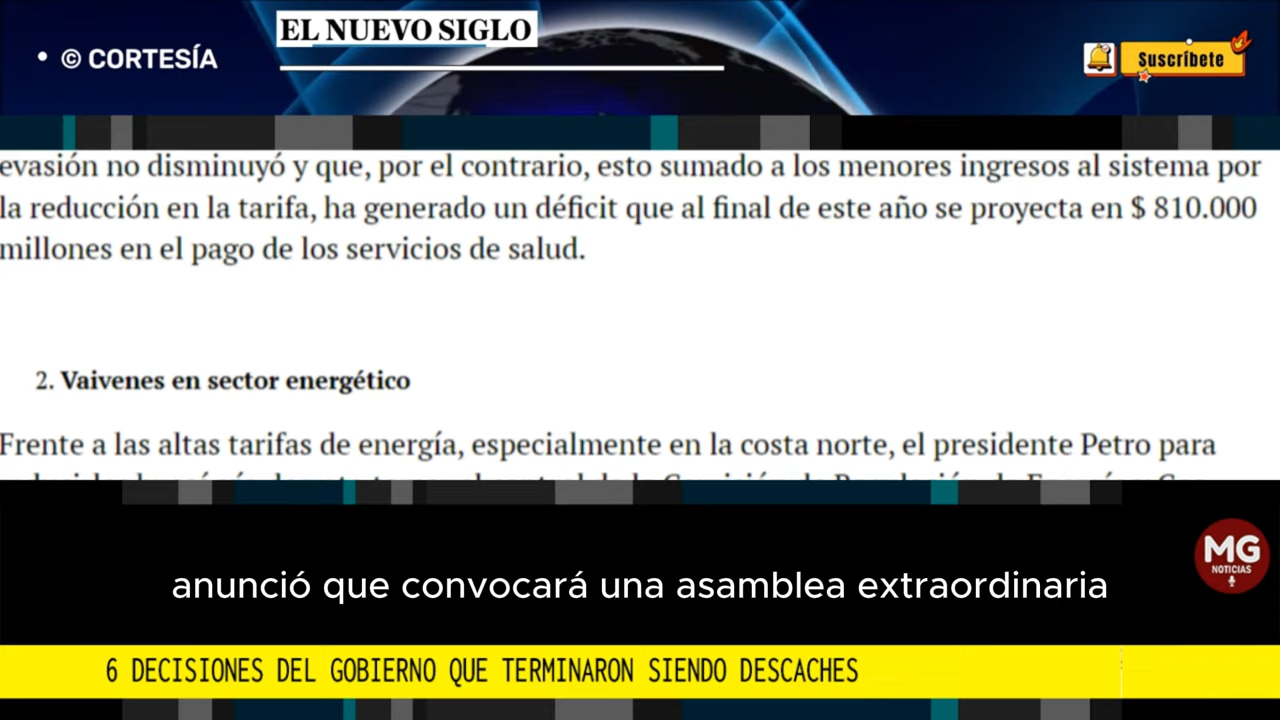 EL NUEVO SIGLO
• © CORTESÍA
Suscríbete
evasión no disminuyó y que, por el contrario, esto sumado a los menores ingresos al sistema por
la reducción en la tarifa, ha generado un déficit que al final de este año se proyecta en $ 810.000
millones en el pago de los servicios de salud.
2. Vaivenes en sector energético
Frente a las altas tarifas de energía, especialmente en la costa norte, el presidente Petro para
MG
NOTICIAS
anunció que convocará una asamblea extraordinaria
6 DECISIONES DEL GOBIERNO QUE TERMINARON SIENDO DESCACHES